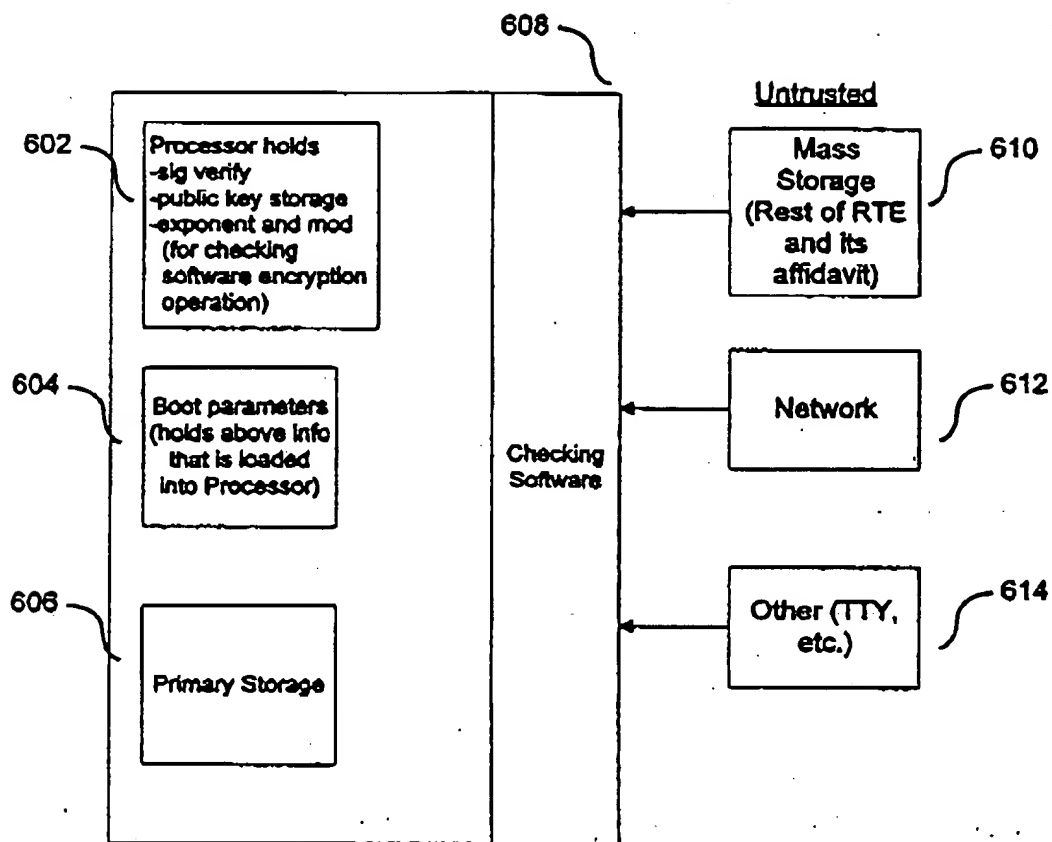 608
Untrusted
602
Processor holds
-sig verify
-public key storage
-exponent and mod
(for checking
software encryption
operation)
Mass
Storage
(Rest of RTE
and its
affidavit)
610
604
Boot parameters
(holds above info
that is loaded
into Processor)
Checking
Software
Network
612
606
Primary Storage
Other (TTY,
etc.)
614